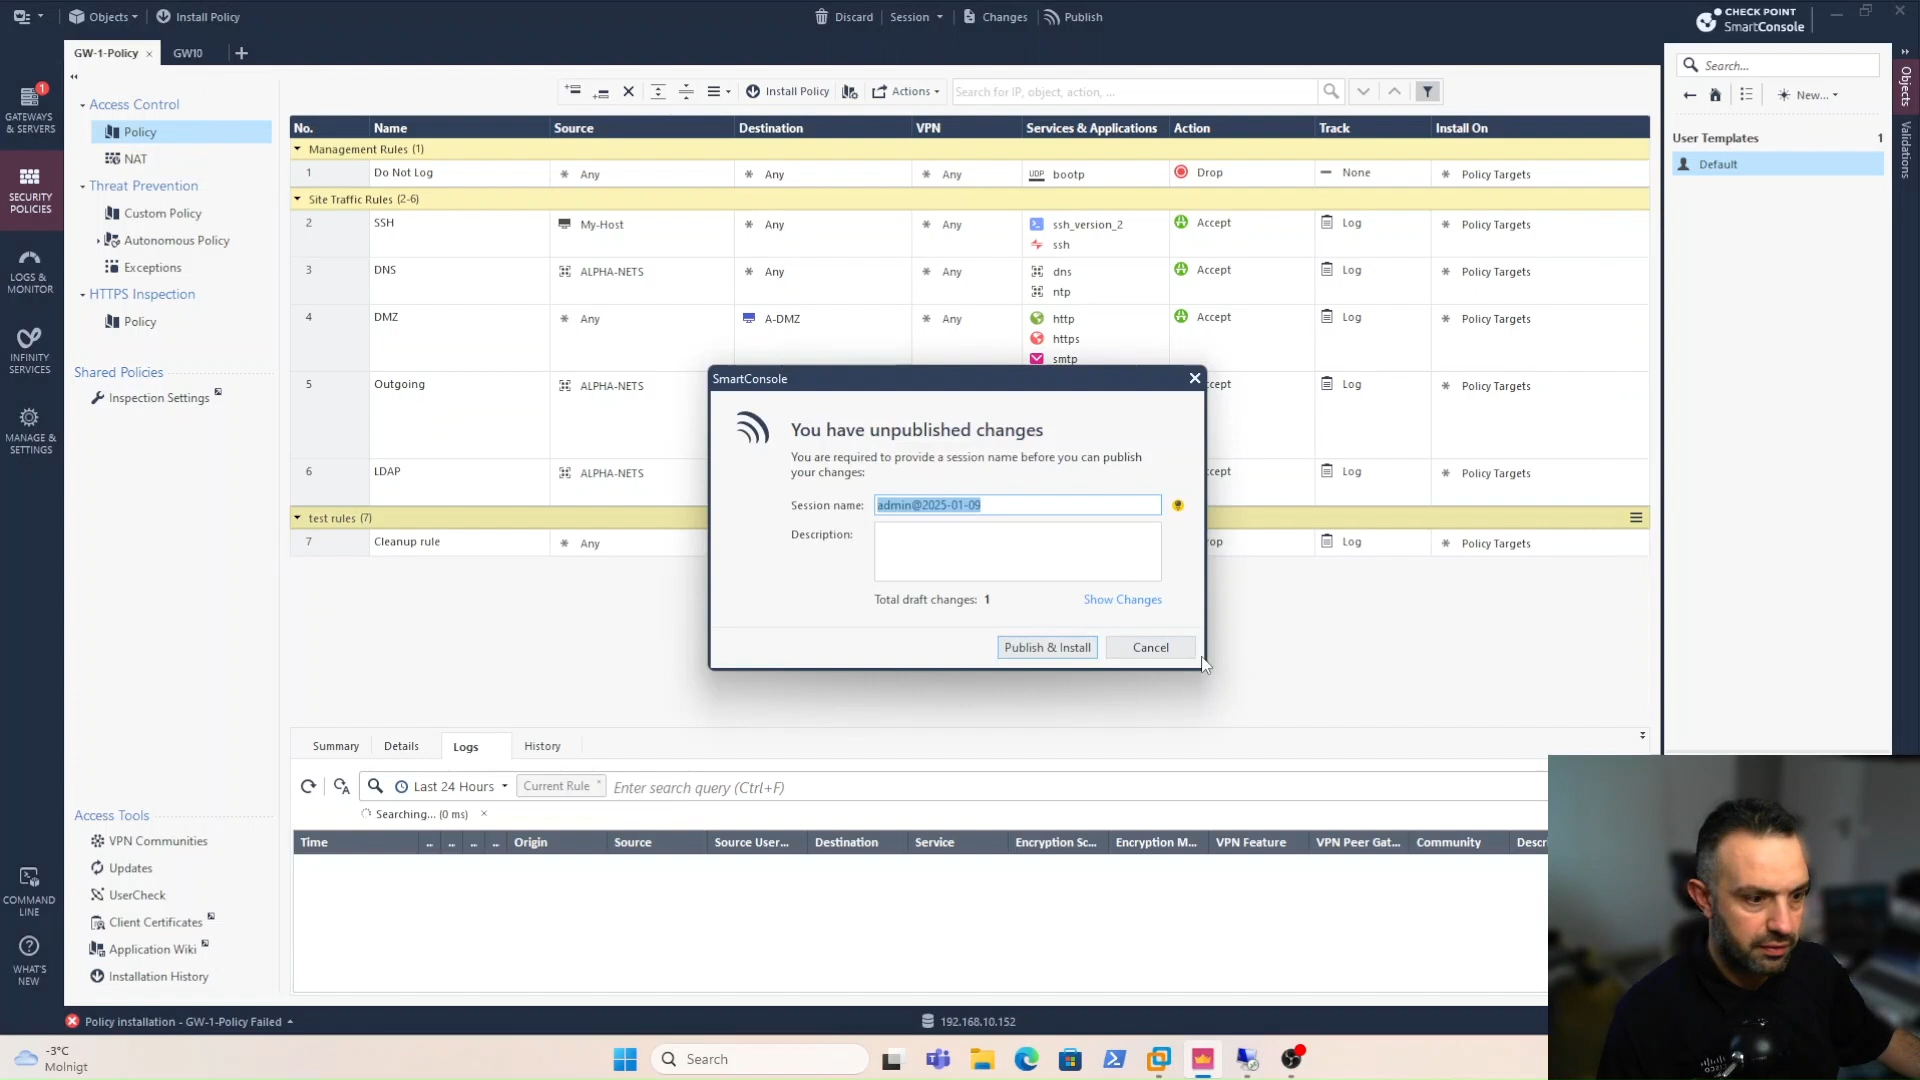 Objects
Install Policy
Discard
Session
Changes
Publish
CHECK POINT
SmartConsole
GW-1-Policy
GW10
GATEWAYS
& SERVERS
1
SECURITY
POLICIES
LOGS &
MONITOR
INFINITY
SERVICES
MANAGE &
SETTINGS
COMMAND
LINE
WHAT'S
NEW
Access Control
Policy
NAT
Threat Prevention
Custom Policy
Autonomous Policy
Exceptions
HTTPS Inspection
Policy
Shared Policies
Inspection Settings
Access Tools
VPN Communities
Updates
UserCheck
Client Certificates
Application Wiki
Installation History
Install Policy
Actions
Search for IP, object, action, ...
No. Name Source Destination VPN Services & Applications Action Track Install On
Management Rules (1)
1 Do Not Log * Any * Any * Any UDP bootp Drop None * Policy Targets
Site Traffic Rules (2-6)
2 SSH My-Host * Any * Any ssh_version_2 Accept Log * Policy Targets
ssh
3 DNS ALPHA-NETS * Any * Any dns Accept Log * Policy Targets
ntp
4 DMZ * Any A-DMZ * Any http Accept Log * Policy Targets
https
smtp
5 Outgoing ALPHA-NETS cept Log * Policy Targets
6 LDAP ALPHA-NETS cept Log * Policy Targets
test rules (7)
7 Cleanup rule * Any rop Log * Policy Targets
SmartConsole
You have unpublished changes
You are required to provide a session name before you can publish
your changes:
Session name: admin@2025-01-09
Description:
Total draft changes: 1 Show Changes
Publish & Install
Cancel
Summary
Details
Logs
History
Last 24 Hours
Current Rule
Enter search query (Ctrl+F)
Searching... (0 ms)
Time .. .. .. .. Origin Source Source User... Destination Service Encryption Sc... Encryption M... VPN Feature VPN Peer Gat... Community Descr
Search...
New...
User Templates 1
Default
Objects
Validations
Policy installation - GW-1-Policy Failed
192.168.10.152
-3°C
Molnigt
Search
CISCO